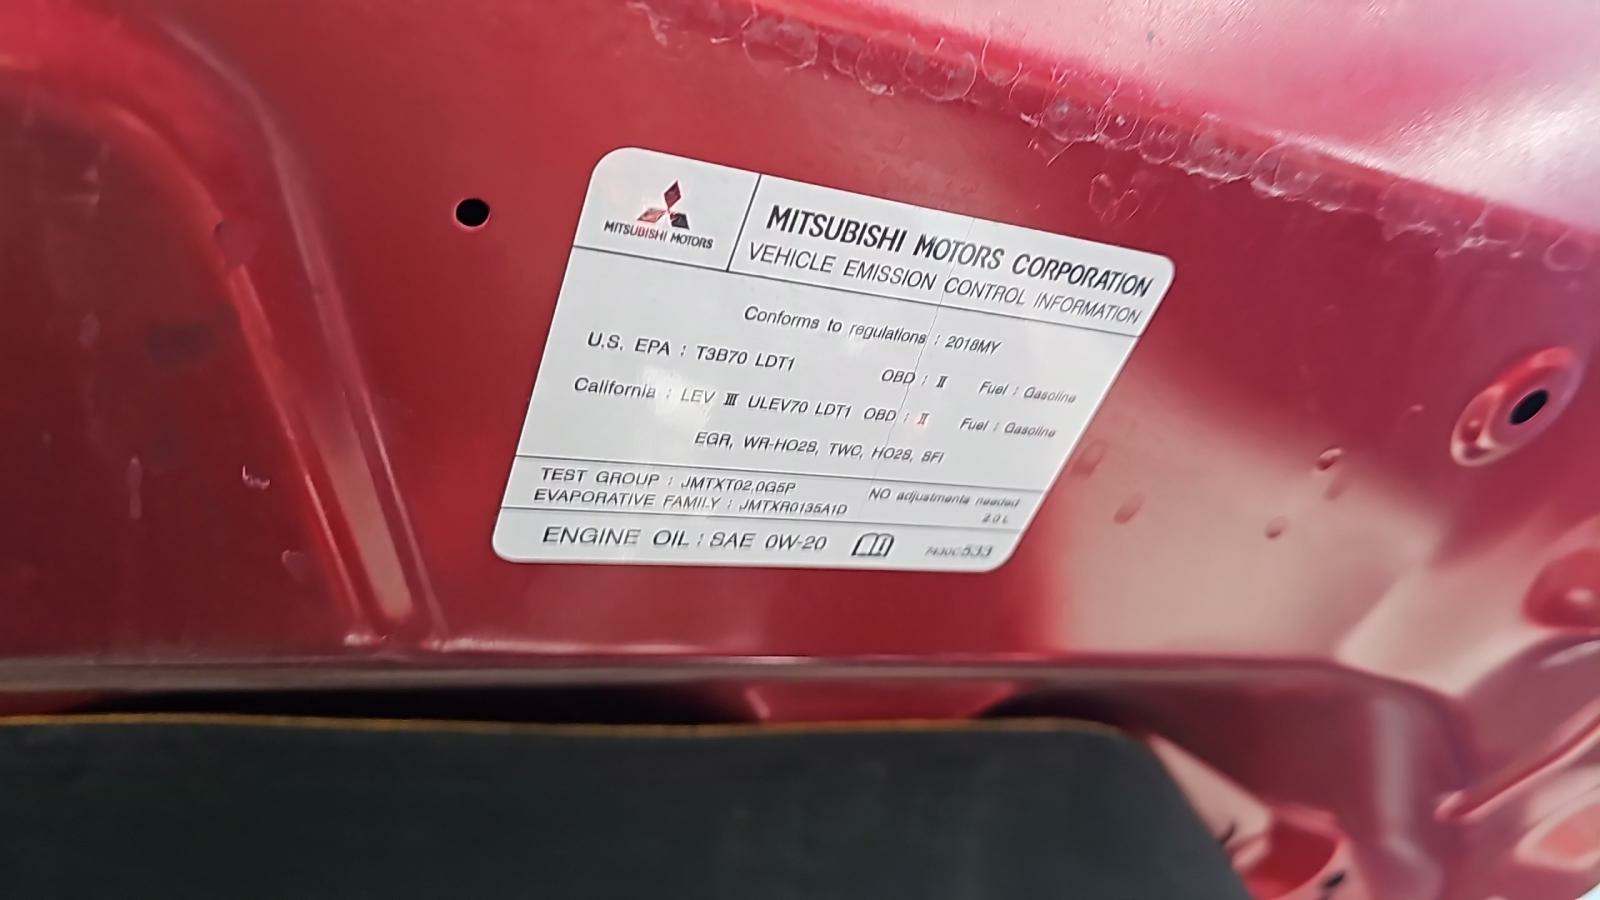 MITSUBISHI MOTORS
MITSUBISHI MOTORS CORPORATION
VEHICLE EMISSION CONTROL INFORMATION
Conforms to regulations : 2018MY
U.S. EPA : T3B70 LDT1 OBD : Ⅱ Fuel : Gasoline
California : LEV Ⅲ ULEV70 LDT1 OBD : Ⅱ Fuel : Gasoline
EGR, WR-HO2S, TWC, HO2S, SFI
TEST GROUP : JMTXT02.0G5P NO adjustments needed
EVAPORATIVE FAMILY : JMTXR0135A1D 2.0 L
ENGINE OIL : SAE 0W-20